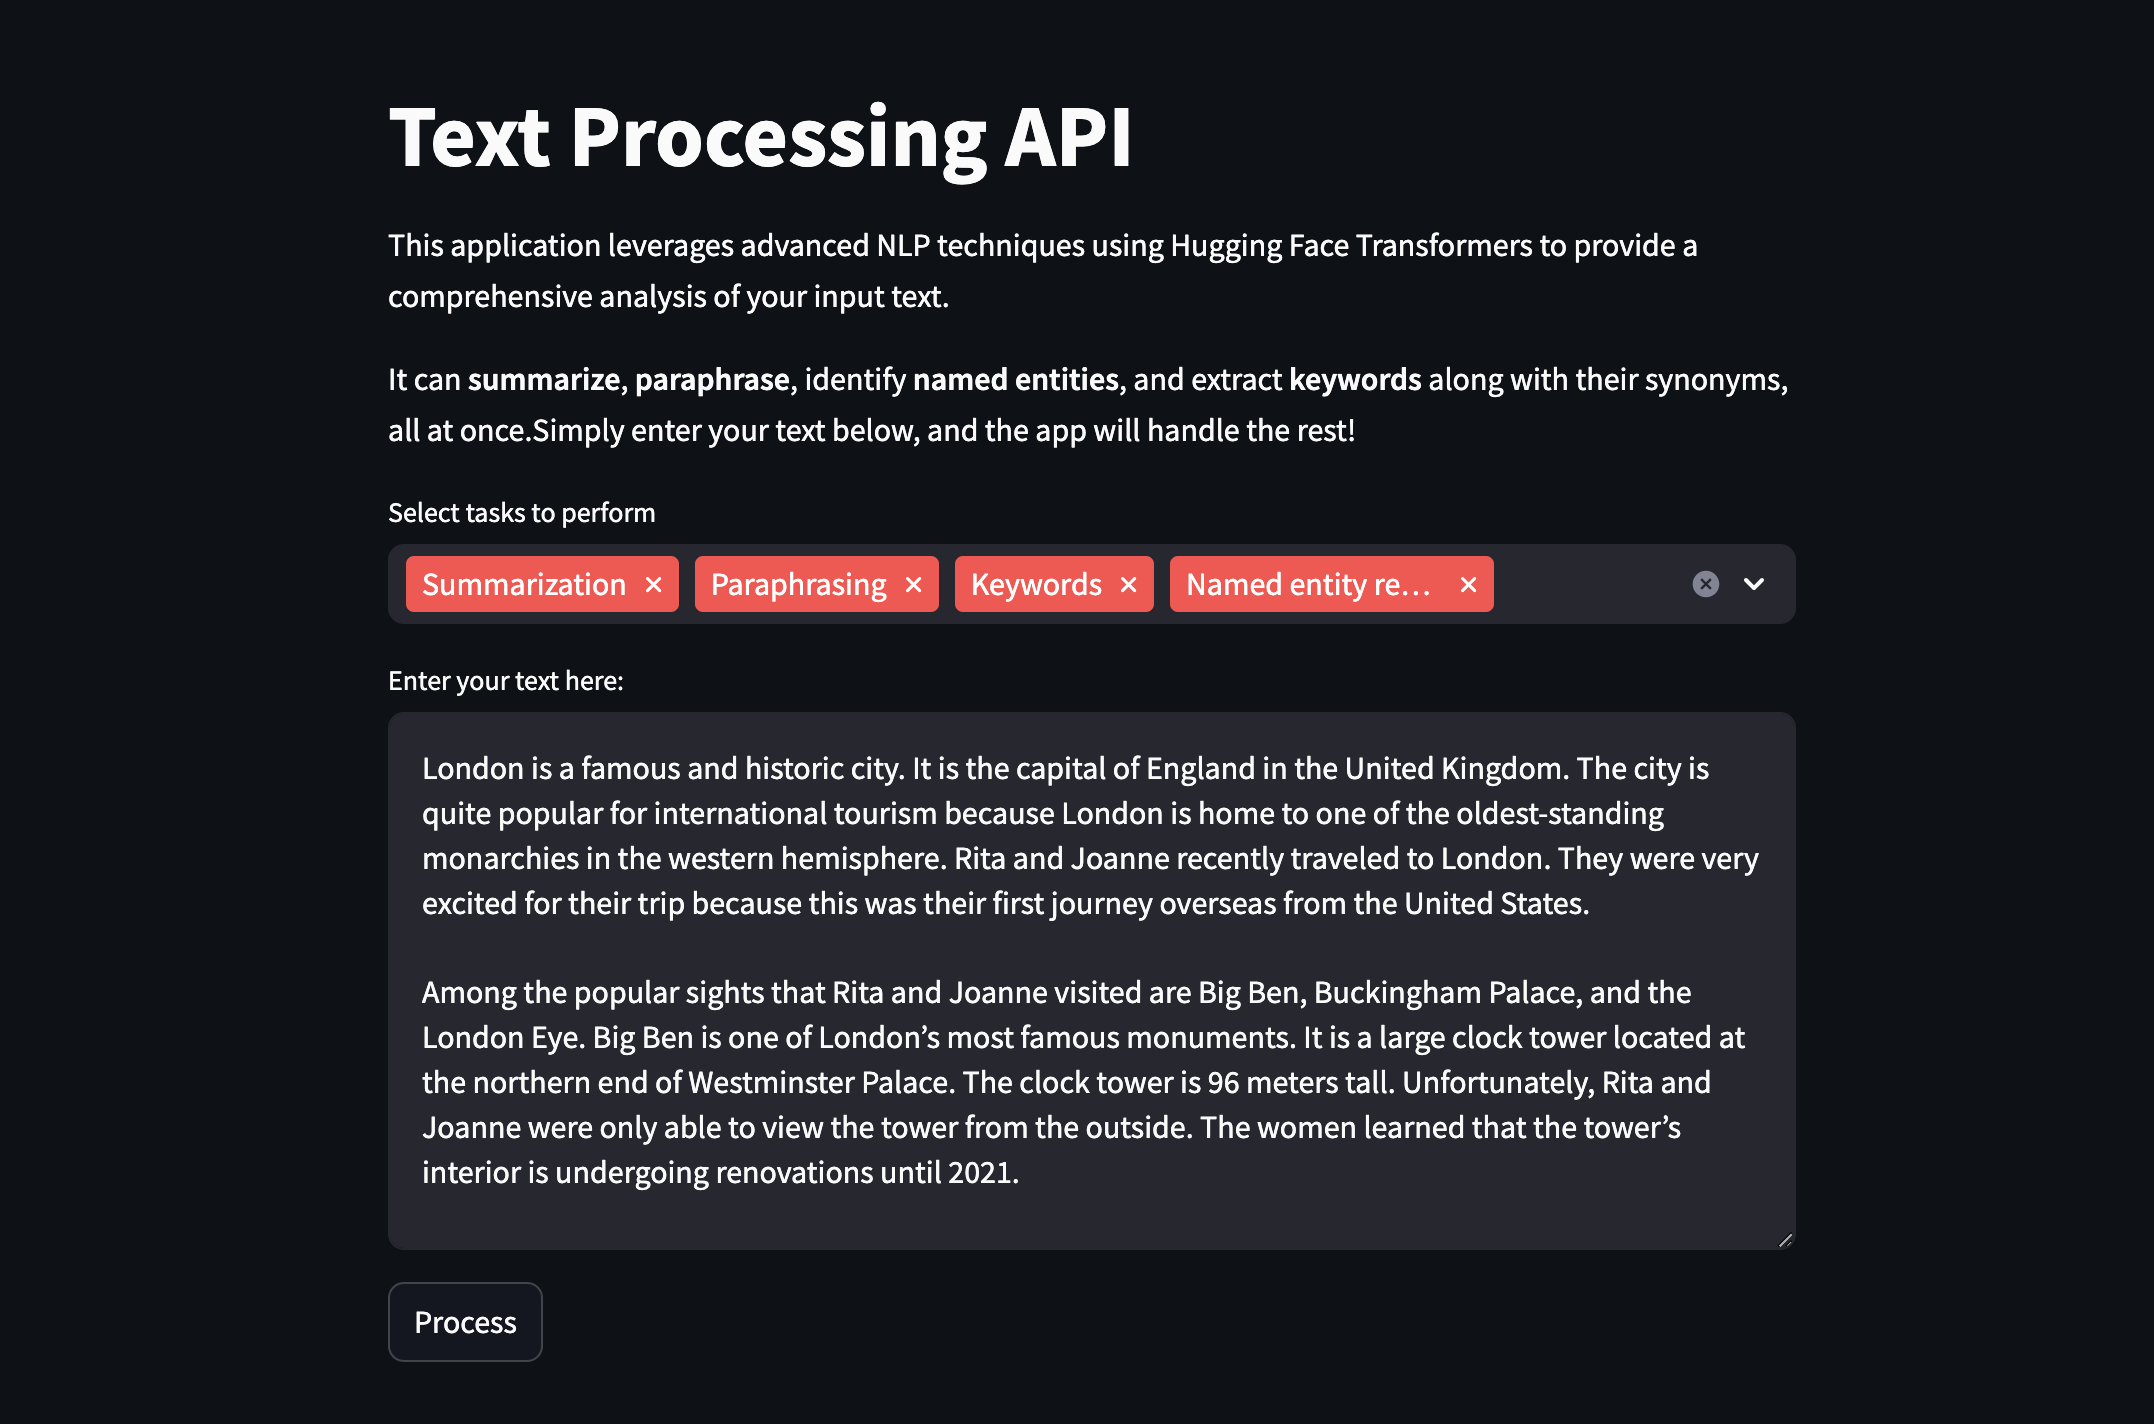 Text Processing API
This application leverages advanced NLP techniques using Hugging Face Transformers to provide a
comprehensive analysis of your input text.
It can summarize, paraphrase, identify named entities, and extract keywords along with their synonyms,
all at once.Simply enter your text below, and the app will handle the rest!
Select tasks to perform
Summarization Paraphrasing Keywords Named entity re...
Enter your text here:
London is a famous and historic city. It is the capital of England in the United Kingdom. The city is
quite popular for international tourism because London is home to one of the oldest-standing
monarchies in the western hemisphere. Rita and Joanne recently traveled to London. They were very
excited for their trip because this was their first journey overseas from the United States.
Among the popular sights that Rita and Joanne visited are Big Ben, Buckingham Palace, and the
London Eye. Big Ben is one of London’s most famous monuments. It is a large clock tower located at
the northern end of Westminster Palace. The clock tower is 96 meters tall. Unfortunately, Rita and
Joanne were only able to view the tower from the outside. The women learned that the tower’s
interior is undergoing renovations until 2021.
Process